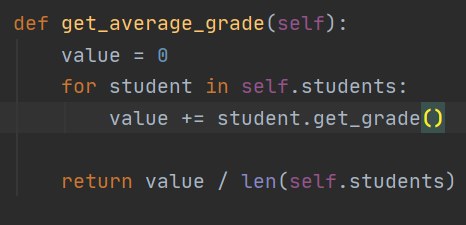 def get_average_grade(self):
    value = 0
    for student in self.students:
        value += student.get_grade()
    return value / len(self.students)